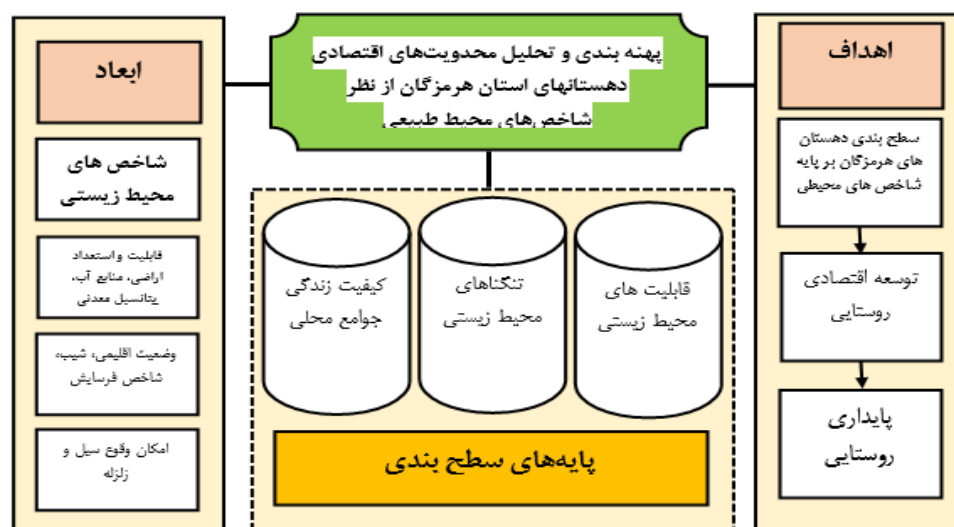 پهنه بندی و تحلیل محدویت‌های اقتصادی
دهستانهای استان هرمزگان از نظر
شاخص‌های محیط طبیعی
اهداف
سطح بندی دهستان
های هرمزگان بر پایه
شاخص های محیطی
توسعه اقتصادی
روستایی
پایداری
روستایی
قابلیت های
محیط زیستی
تنگناهای
محیط زیستی
کیفیت زندگی
جوامع محلی
پایه‌های سطح بندی
ابعاد
شاخص های
محیط زیستی
قابلیت و استعداد
اراضی، منابع آب،
پتانسیل معدنی
وضعیت اقلیمی، شیب،
شاخص فرسایش
امکان وقوع سیل و
زلزله